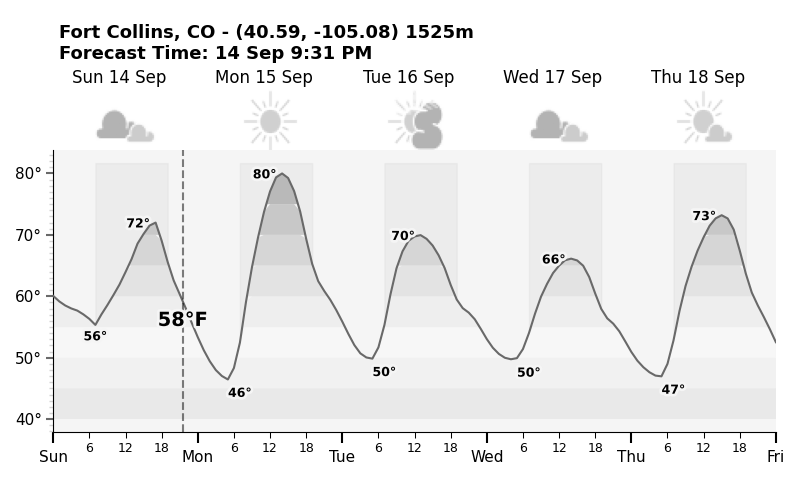 Fort Collins, CO - (40.59, -105.08) 1525m
Forecast Time: 14 Sep 9:31 PM
Sun 14 Sep Mon 15 Sep Tue 16 Sep Wed 17 Sep Thu 18 Sep
80°
80°
72° 70° 73°
70°
66°
60°
58°F
56°
50°
50° 50°
46° 47°
40°
6 12 18 6 12 18 6 12 18 6 12 18 6 12 18
Sun Mon Tue Wed Thu Fri